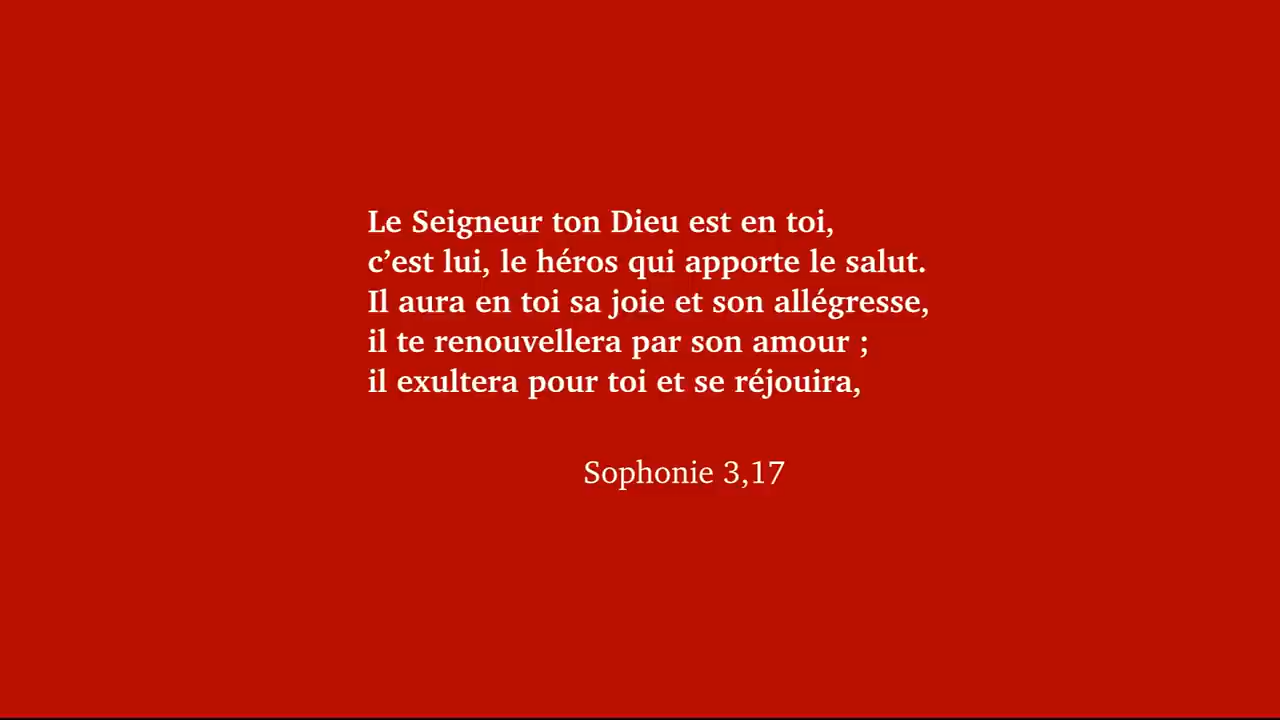 Le Seigneur ton Dieu est en toi,
c’est lui, le héros qui apporte le salut.
Il aura en toi sa joie et son allégresse,
il te renouvellera par son amour ;
il exultera pour toi et se réjouira,
Sophonie 3,17